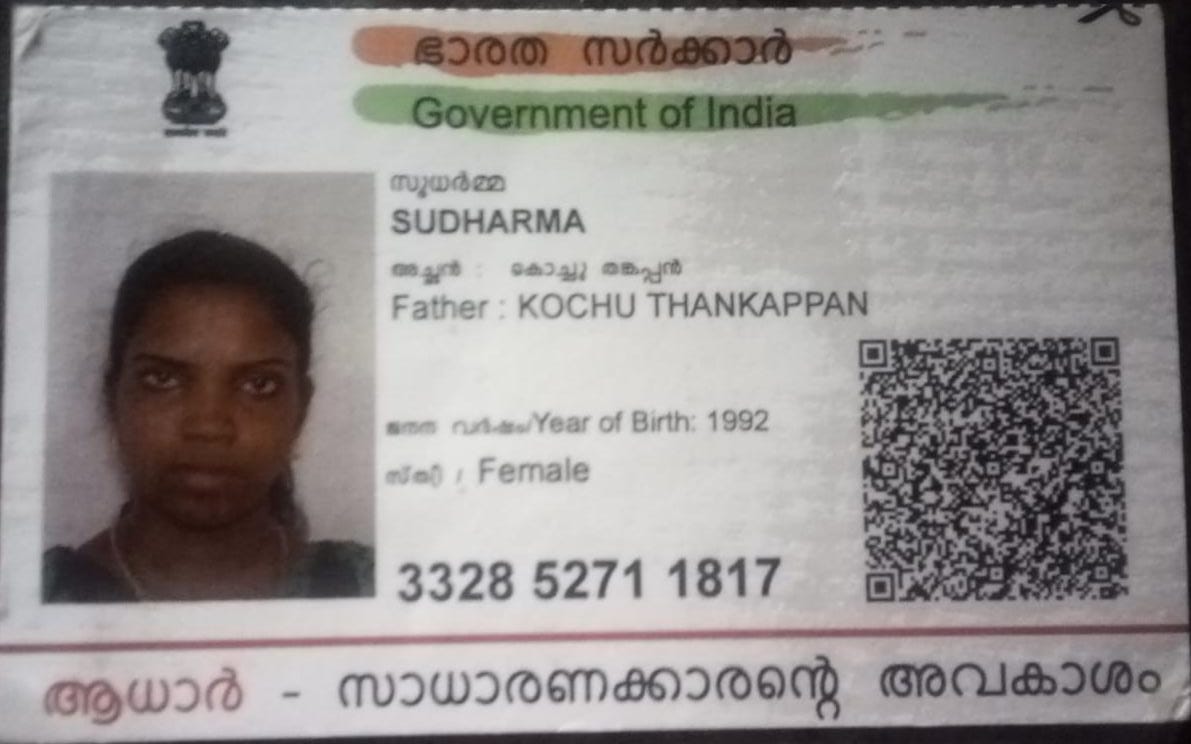 ഭാരത സർക്കാർ
Government of India
സുധർമ്മ
SUDHARMA
അച്ഛൻ : കൊച്ചു തങ്കപ്പൻ
Father : KOCHU THANKAPPAN
ജനന വർഷം/Year of Birth: 1992
സ്ത്രീ / Female
3328 5271 1817
ആധാർ - സാധാരണക്കാരന്റെ അവകാശം